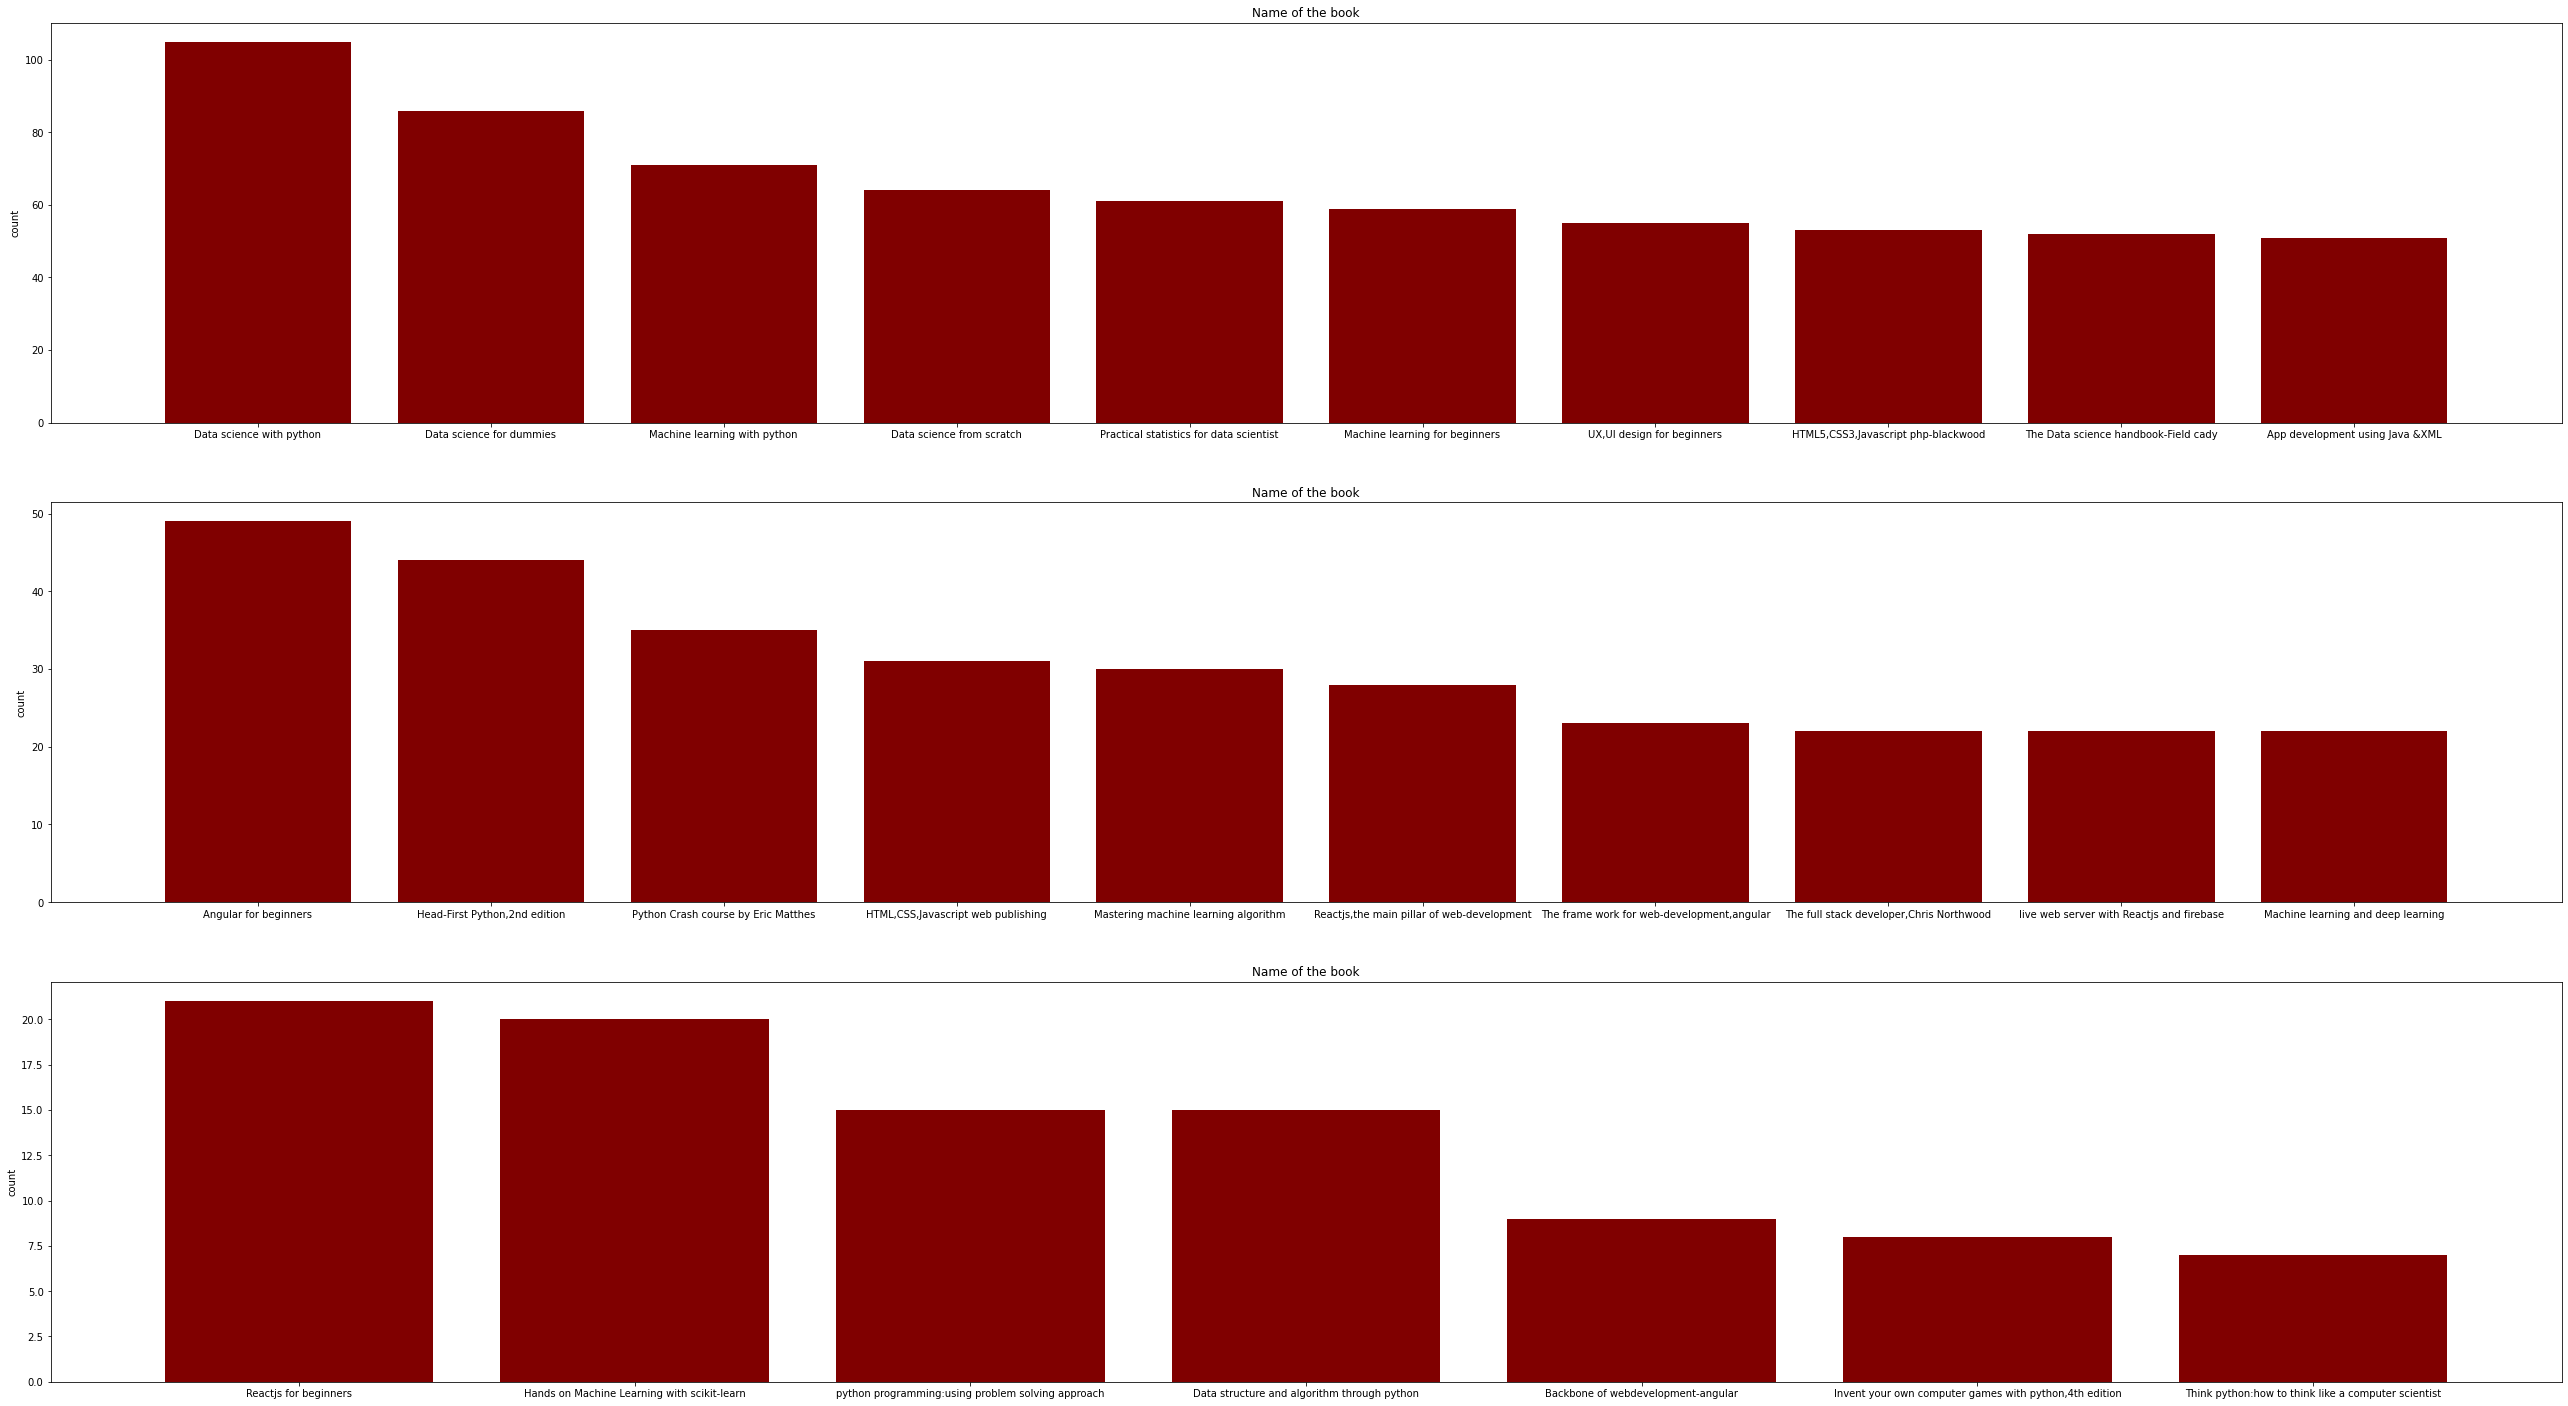 Name of the book
100
80
60
40
20
0
count
Data science with python
Data science for dummies
Machine learning with python
Data science from scratch
Practical statistics for data scientist
Machine learning for beginners
UX,UI design for beginners
HTML5,CSS3,Javascript php-blackwood
The Data science handbook-Field cady
App development using Java &XML
Name of the book
50
40
30
20
10
0
count
Angular for beginners
Head-First Python,2nd edition
Python Crash course by Eric Matthes
HTML,CSS,Javascript web publishing
Mastering machine learning algorithm
Reactjs,the main pillar of web-development
The frame work for web-development,angular
The full stack developer,Chris Northwood
live web server with Reactjs and firebase
Machine learning and deep learning
Name of the book
20.0
17.5
15.0
12.5
10.0
7.5
5.0
2.5
0.0
count
Reactjs for beginners
Hands on Machine Learning with scikit-learn
python programming:using problem solving approach
Data structure and algorithm through python
Backbone of webdevelopment-angular
Invent your own computer games with python,4th edition
Think python:how to think like a computer scientist